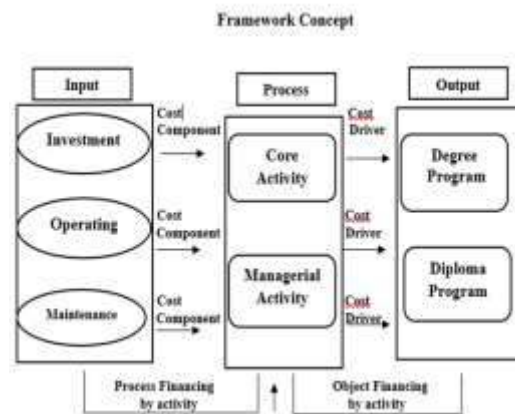 Framework Concept
Input
Process
Output
Cost
Component
Cost
Driver
Investment
Core
Activity
Degree
Program
Cost
Component
Cost
Driver
Operating
Managerial
Activity
Diploma
Program
Cost
Component
Cost
Driver
Maintenance
Process Financing
by activity
Object Financing
by activity